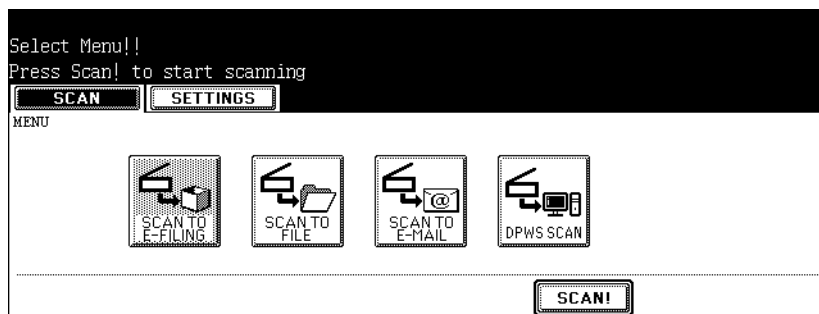 Select Menu!!
Press Scan! to start scanning
SCAN SETTINGS
MENU
SCAN TO E-FILING
SCAN TO FILE
@
SCAN TO E-MAIL
DPWS SCAN
SCAN!